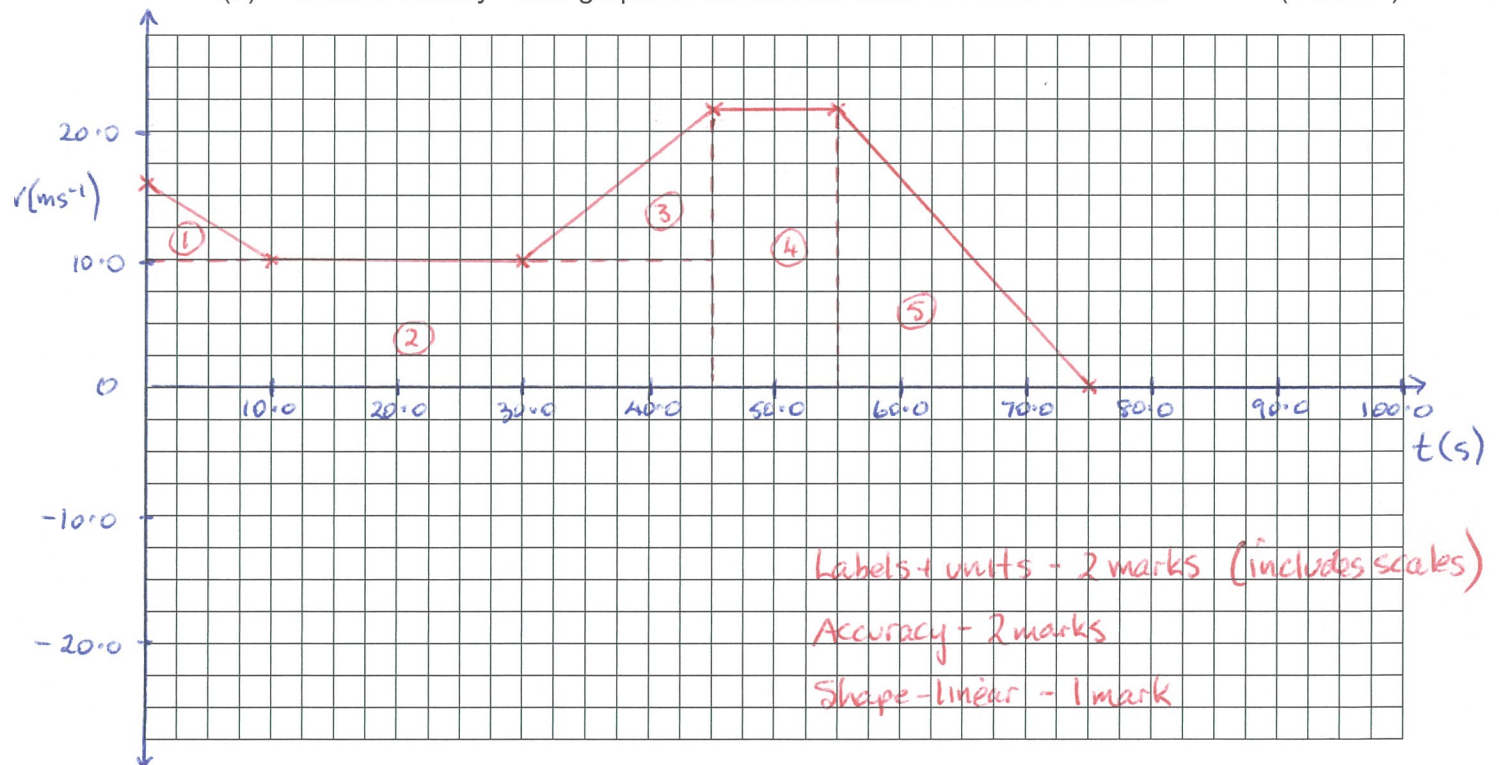 20.0
v(ms⁻¹)
①
③
④
10.0
⑤
②
0
10.0 20.0 30.0 40.0 50.0 60.0 70.0 80.0 90.0 100.0
t(s)
-10.0
Labels + units - 2 marks (includes scales)
Accuracy - 2 marks
-20.0
Shape - linear - 1 mark